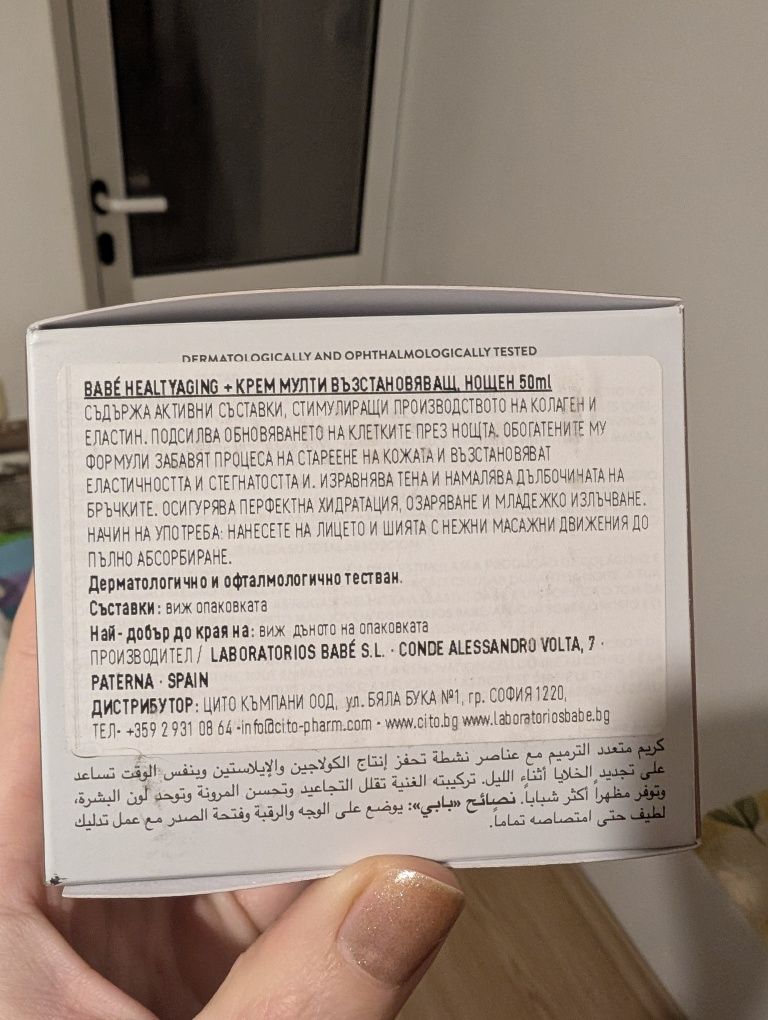 DERMATOLOGICALLY AND OPHTHALMOLOGICALLY TESTED
BABÉ HEALTYAGING + КРЕМ МУЛТИ ВЪЗСТАНОВЯВАЩ, НОЩЕН 50ml
СЪДЪРЖА АКТИВНИ СЪСТАВКИ, СТИМУЛИРАЩИ ПРОИЗВОДСТВОТО НА КОЛАГЕН И
ЕЛАСТИН. ПОДСИЛВА ОБНОВЯВАНЕТО НА КЛЕТКИТЕ ПРЕЗ НОЩТА. ОБОГАТЕНИТЕ МУ
ФОРМУЛИ ЗАБАВЯТ ПРОЦЕСА НА СТАРЕЕНЕ НА КОЖАТА И ВЪЗСТАНОВЯВАТ
ЕЛАСТИЧНОСТТА И СТЕГНАТОСТТА И. ИЗРАВНЯВА ТЕНА И НАМАЛЯВА ДЪЛБОЧИНАТА НА
БРЪЧКИТЕ. ОСИГУРЯВА ПЕРФЕКТНА ХИДРАТАЦИЯ, ОЗАРЯВАНЕ И МЛАДЕЖКО ИЗЛЪЧВАНЕ.
НАЧИН НА УПОТРЕБА: НАНЕСЕТЕ НА ЛИЦЕТО И ШИЯТА С НЕЖНИ МАСАЖНИ ДВИЖЕНИЯ ДО
ПЪЛНО АБСОРБИРАНЕ.
Дерматологично и офталмологично тестван.
Съставки: виж опаковката
Най-добър до края на: виж дъното на опаковката
ПРОИЗВОДИТЕЛ / LABORATORIOS BABÉ S.L. · CONDE ALESSANDRO VOLTA, 7 ·
PATERNA · SPAIN
ДИСТРИБУТОР: ЦИТО КЪМПАНИ ООД, ул. БЯЛА БУКА №1, гр. СОФИЯ 1220,
ТЕЛ- +359 2 931 08 64 -info@cito-pharm.com - www.cito.bg www.laboratoriosbabe.bg
كريم متعدد الترميم مع عناصر نشطة تحفز إنتاج الكولاجين والإيلاستين وينفس الوقت تساعد
على تجديد الخلايا أثناء الليل. تركيبته الغنية تقلل التجاعيد وتحسن المرونة وتوحد لون البشرة،
وتوفر مظهراً أكثر شباباً. نصائح «بابي»: يوضع على الوجه والرقبة وفتحة الصدر مع عمل تدليك
لطيف حتى امتصاصه تماماً.